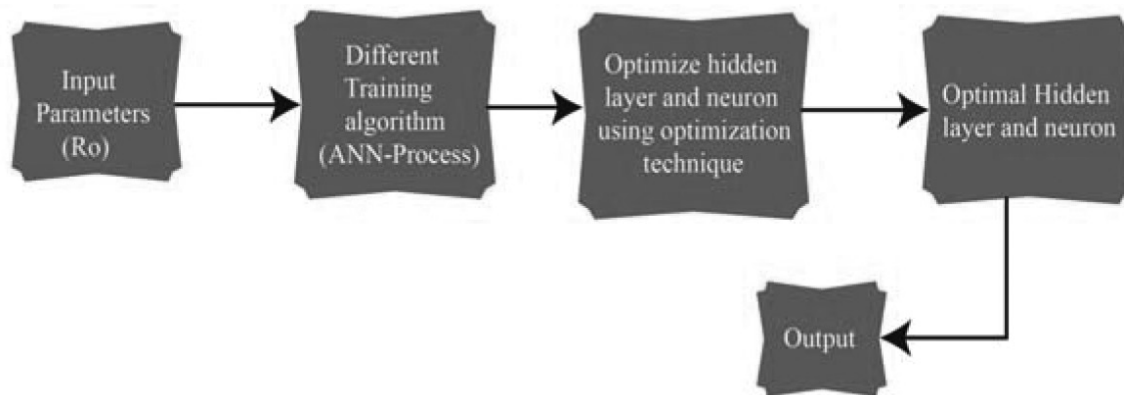 Input
Parameters
(Ro)
Different
Training
algorithm
(ANN-Process)
Optimize hidden
layer and neuron
using optimization
technique
Optimal Hidden
layer and neuron
Output